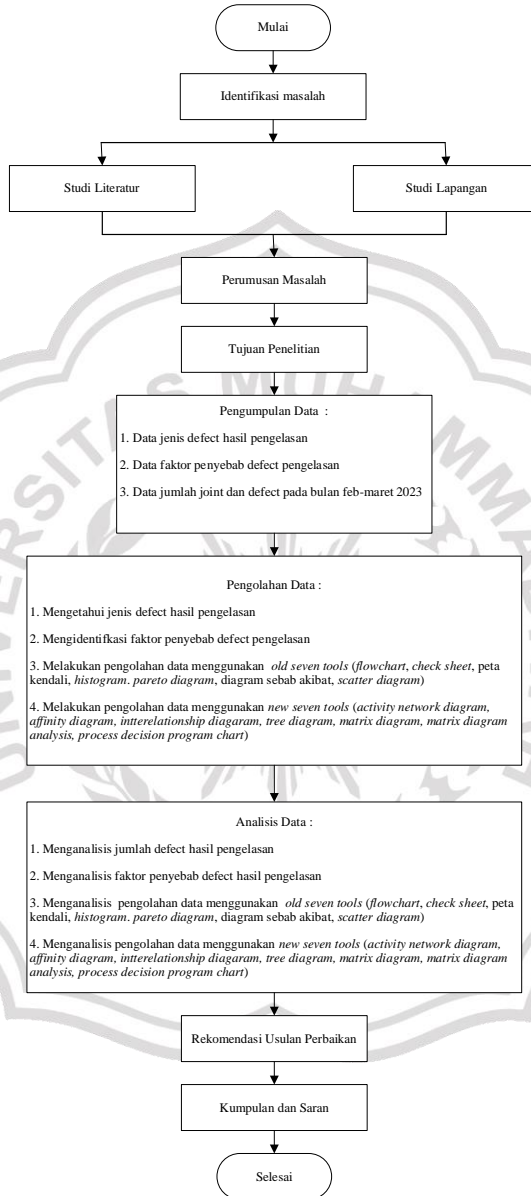 Mulai
Identifikasi masalah
Studi Literatur
Studi Lapangan
Perumusan Masalah
Tujuan Penelitian
Pengumpulan Data :
1. Data jenis defect hasil pengelasan
2. Data faktor penyebab defect pengelasan
3. Data jumlah joint dan defect pada bulan feb-maret 2023
Pengolahan Data :
1. Mengetahui jenis defect hasil pengelasan
2. Mengidentifkasi faktor penyebab defect pengelasan
3. Melakukan pengolahan data menggunakan old seven tools (flowchart, check sheet, peta
kendali, histogram. pareto diagram, diagram sebab akibat, scatter diagram)
4. Melakukan pengolahan data menggunakan new seven tools (activity network diagram,
affinity diagram, intterelationship diagaram, tree diagram, matrix diagram, matrix diagram
analysis, process decision program chart)
Analisis Data :
1. Menganalisis jumlah defect hasil pengelasan
2. Menganalisis faktor penyebab defect hasil pengelasan
3. Menganalisis pengolahan data menggunakan old seven tools (flowchart, check sheet, peta
kendali, histogram. pareto diagram, diagram sebab akibat, scatter diagram)
4. Menganalisis pengolahan data menggunakan new seven tools (activity network diagram,
affinity diagram, intterelationship diagaram, tree diagram, matrix diagram, matrix diagram
analysis, process decision program chart)
Rekomendasi Usulan Perbaikan
Kumpulan dan Saran
Selesai